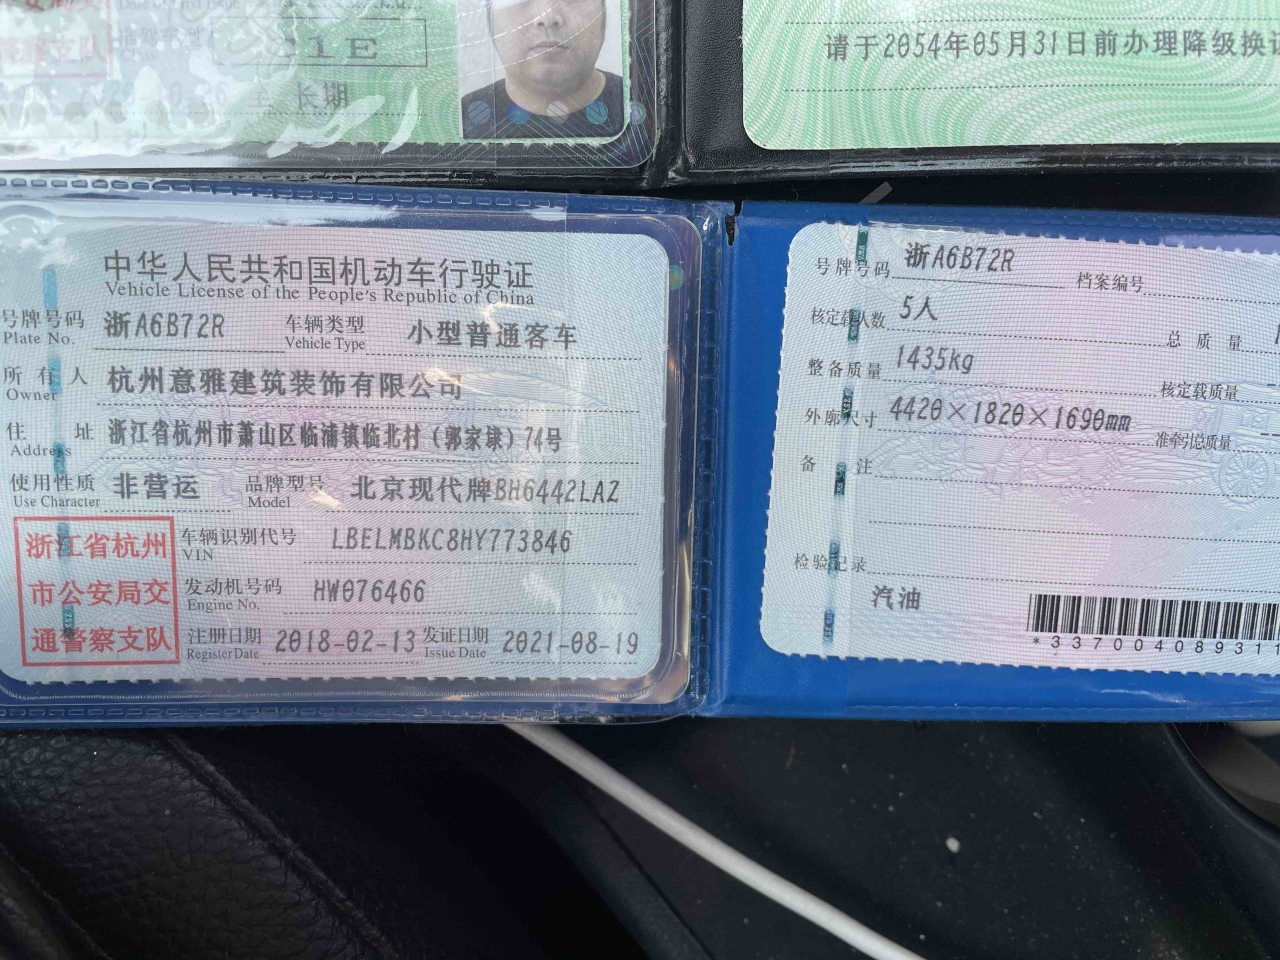 A1E
至 长期
请于2054年05月31日前办理降级换
中华人民共和国机动车行驶证
Vehicle License of the People's Republic of China
号牌号码 浙A6B72R 车辆类型 小型普通客车
Plate No. Vehicle Type
所有人 杭州意雅建筑装饰有限公司
Owner
住址 浙江省杭州市萧山区临浦镇临北村(郭家埭)74号
Address
使用性质 非营运 品牌型号 北京现代牌BH6442LAZ
Use Character Model
浙江省杭州
市公安局交
通警察支队
车辆识别代号 LBELMBKC8HY773846
VIN
发动机号码 HW076466
Engine No.
注册日期 2018-02-13 发证日期 2021-08-19
Register Date Issue Date
号牌号码 浙A6B72R 档案编号
核定载人数 5人 总质量
整备质量 1435kg 核定载质量
外廓尺寸 4420×1820×1690mm 准牵引总质量
备注
检验记录
汽油
*337004089311